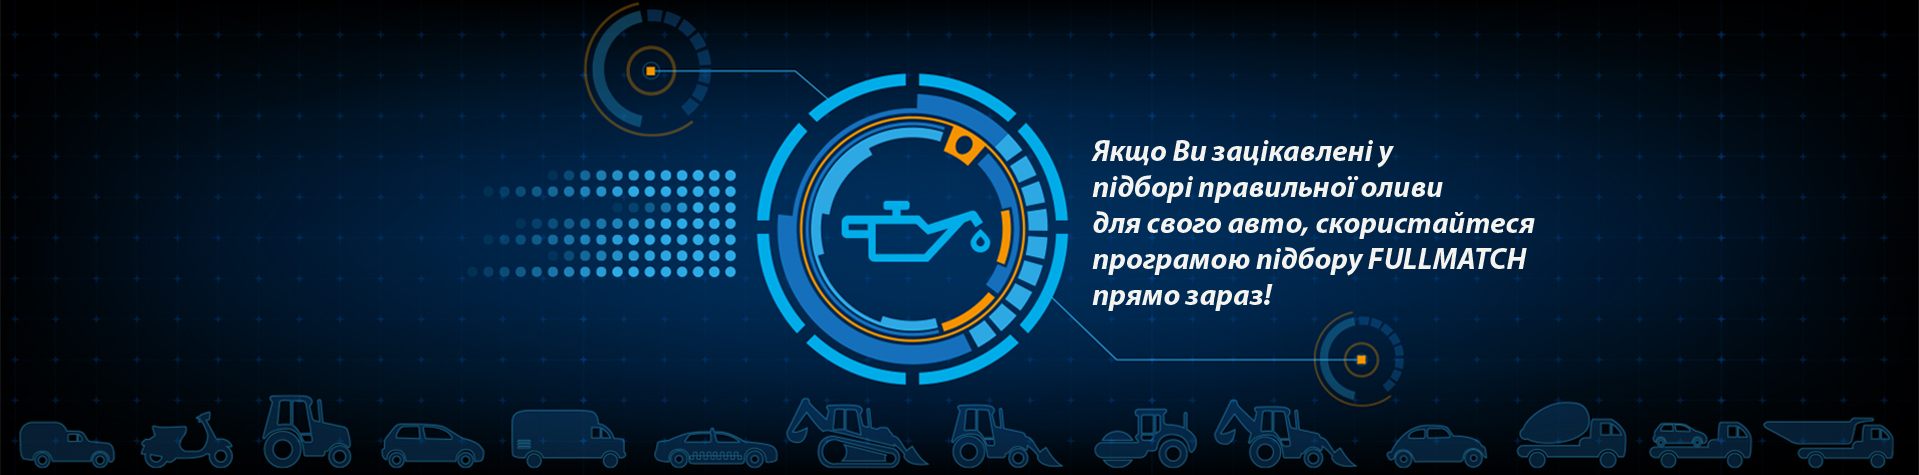 Якщо Ви зацікавлені у
підборі правильної оливи
для свого авто, скористайтеся
програмою підбору FULLMATCH
прямо зараз!